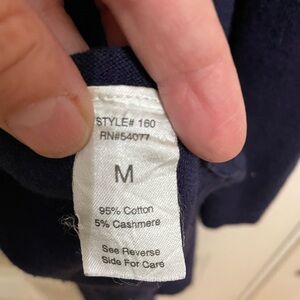 STYLE# 160
RN#54077
M
95% Cotton
5% Cashmere
See Reverse
Side For Care